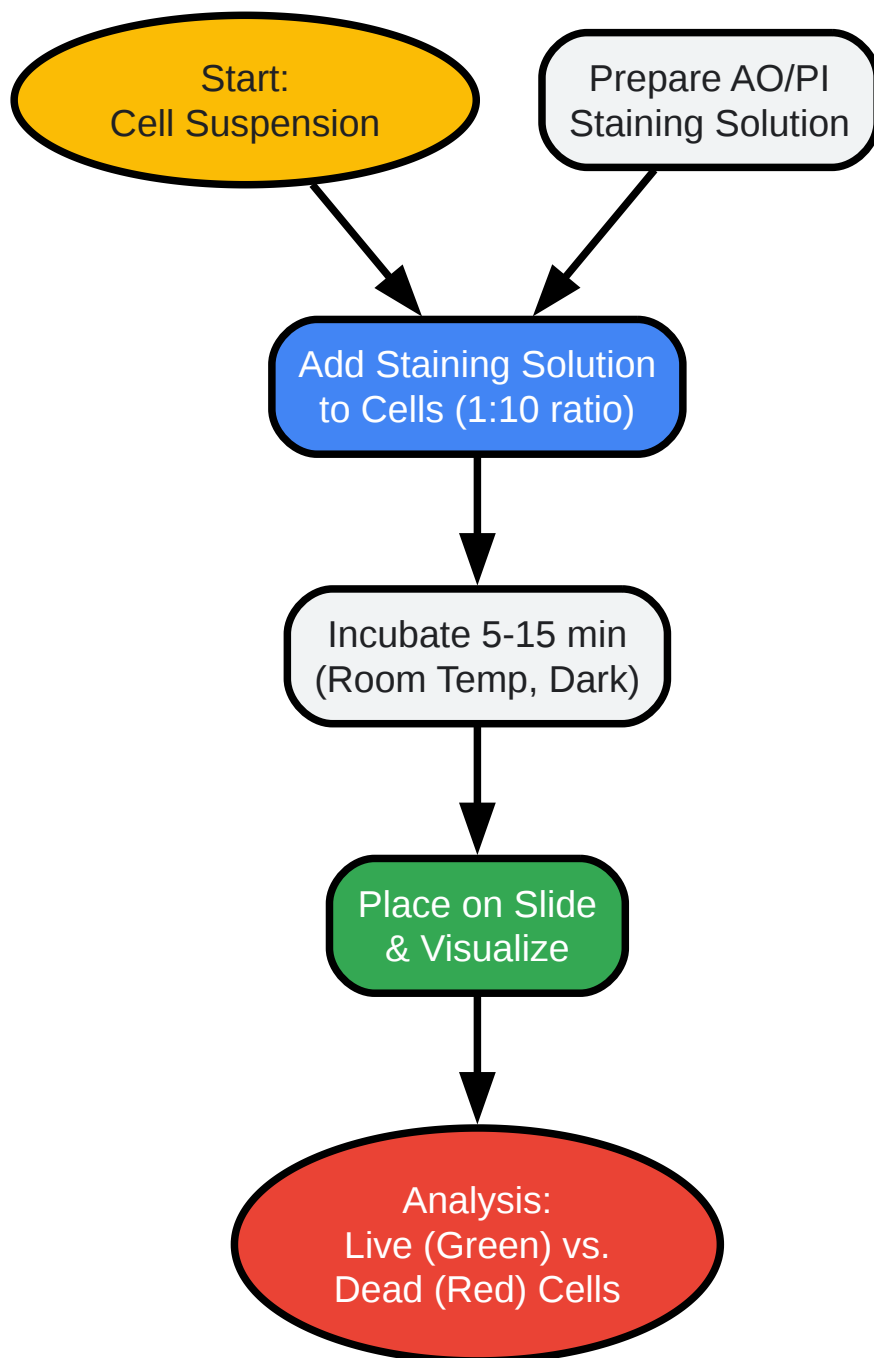 Start:
Cell Suspension
Prepare AO/PI
Staining Solution
Add Staining Solution
to Cells (1:10 ratio)
Incubate 5-15 min
(Room Temp, Dark)
Place on Slide
& Visualize
Analysis:
Live (Green) vs.
Dead (Red) Cells